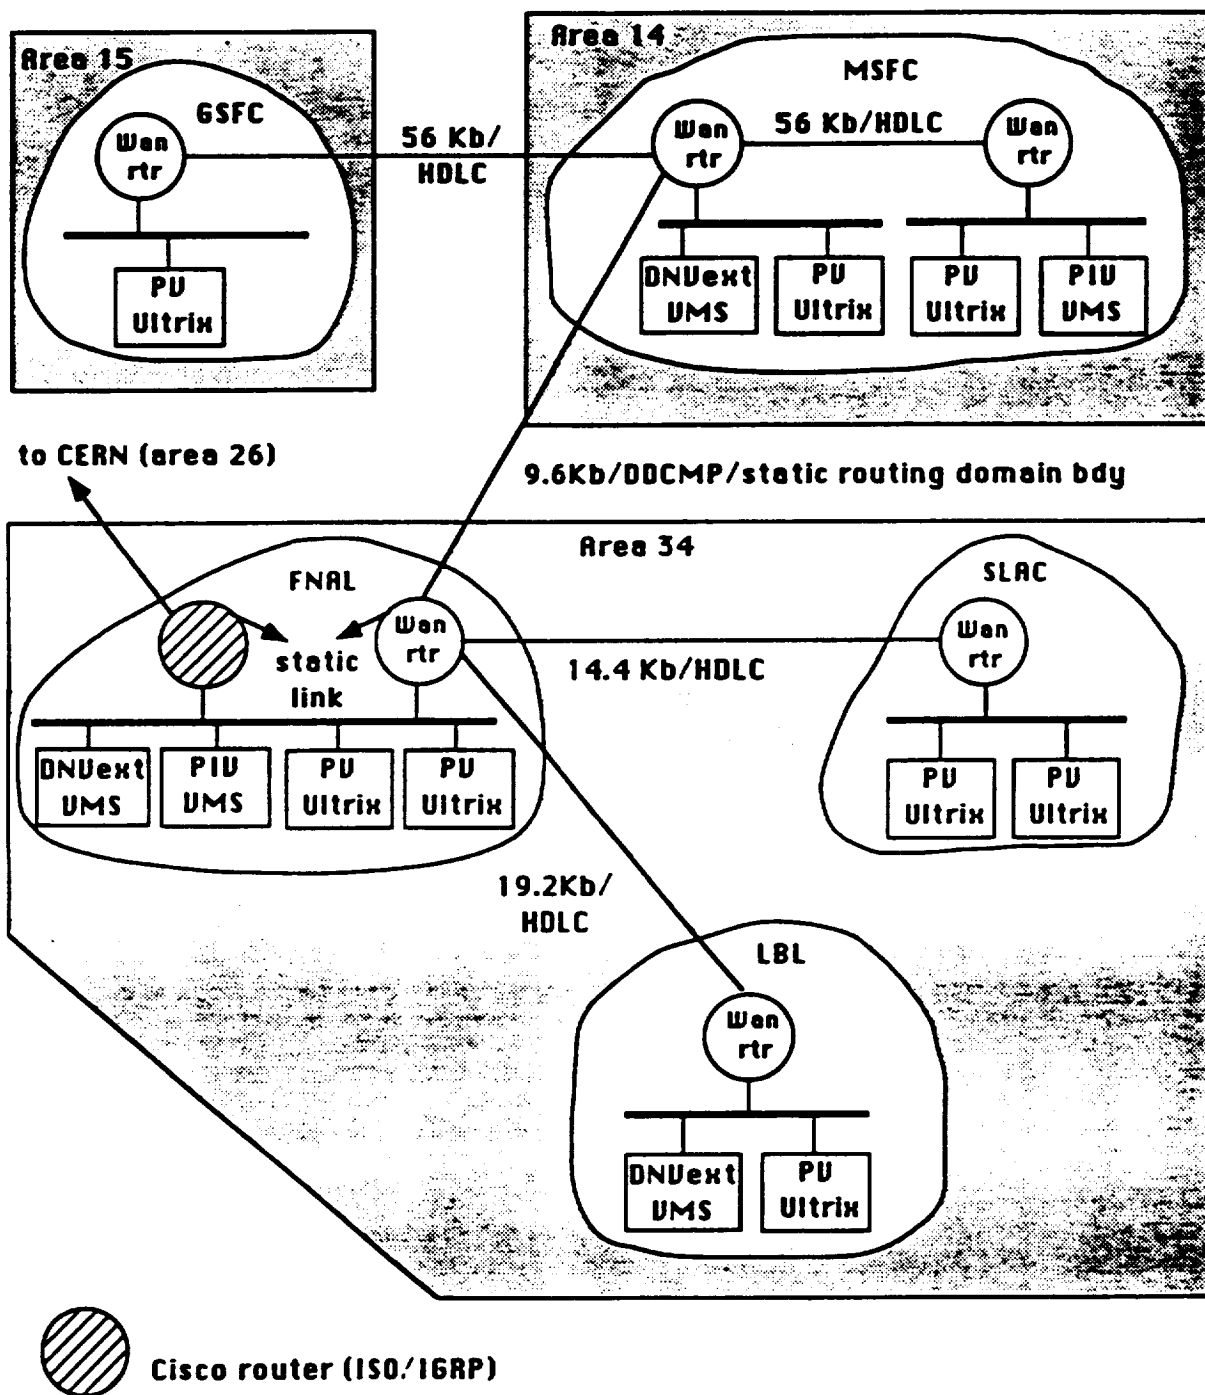 Area 15
GSFC
Wan
rtr
PV
Ultrix
56 Kb/
HDLC
Area 14
MSFC
Wan
rtr
56 Kb/HDLC
Wan
rtr
DNVext
VMS
PV
Ultrix
PV
Ultrix
PIV
VMS
to CERN (area 26)
9.6Kb/DDCMP/static routing domain bdy
Area 34
FNAL
static
link
Wan
rtr
DNVext
VMS
PIV
VMS
PV
Ultrix
PV
Ultrix
14.4 Kb/HDLC
SLAC
Wan
rtr
PV
Ultrix
PV
Ultrix
19.2Kb/
HDLC
LBL
Wan
rtr
DNVext
VMS
PV
Ultrix
Cisco router (ISO/IGRP)